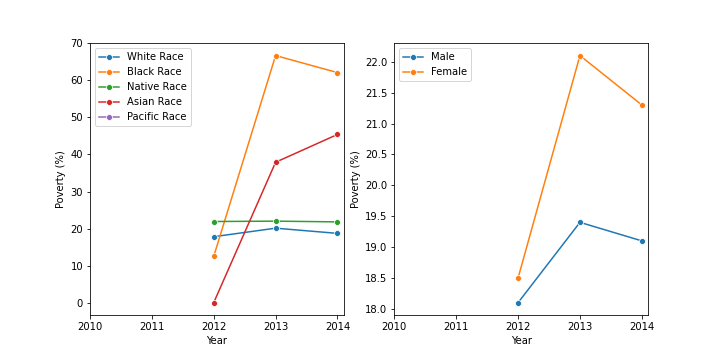 White Race
Black Race
Native Race
Asian Race
Pacific Race
Poverty (%)
70
60
50
40
30
20
10
0
2010 2011 2012 2013 2014
Year
Male
Female
Poverty (%)
22.0
21.5
21.0
20.5
20.0
19.5
19.0
18.5
18.0
2010 2011 2012 2013 2014
Year